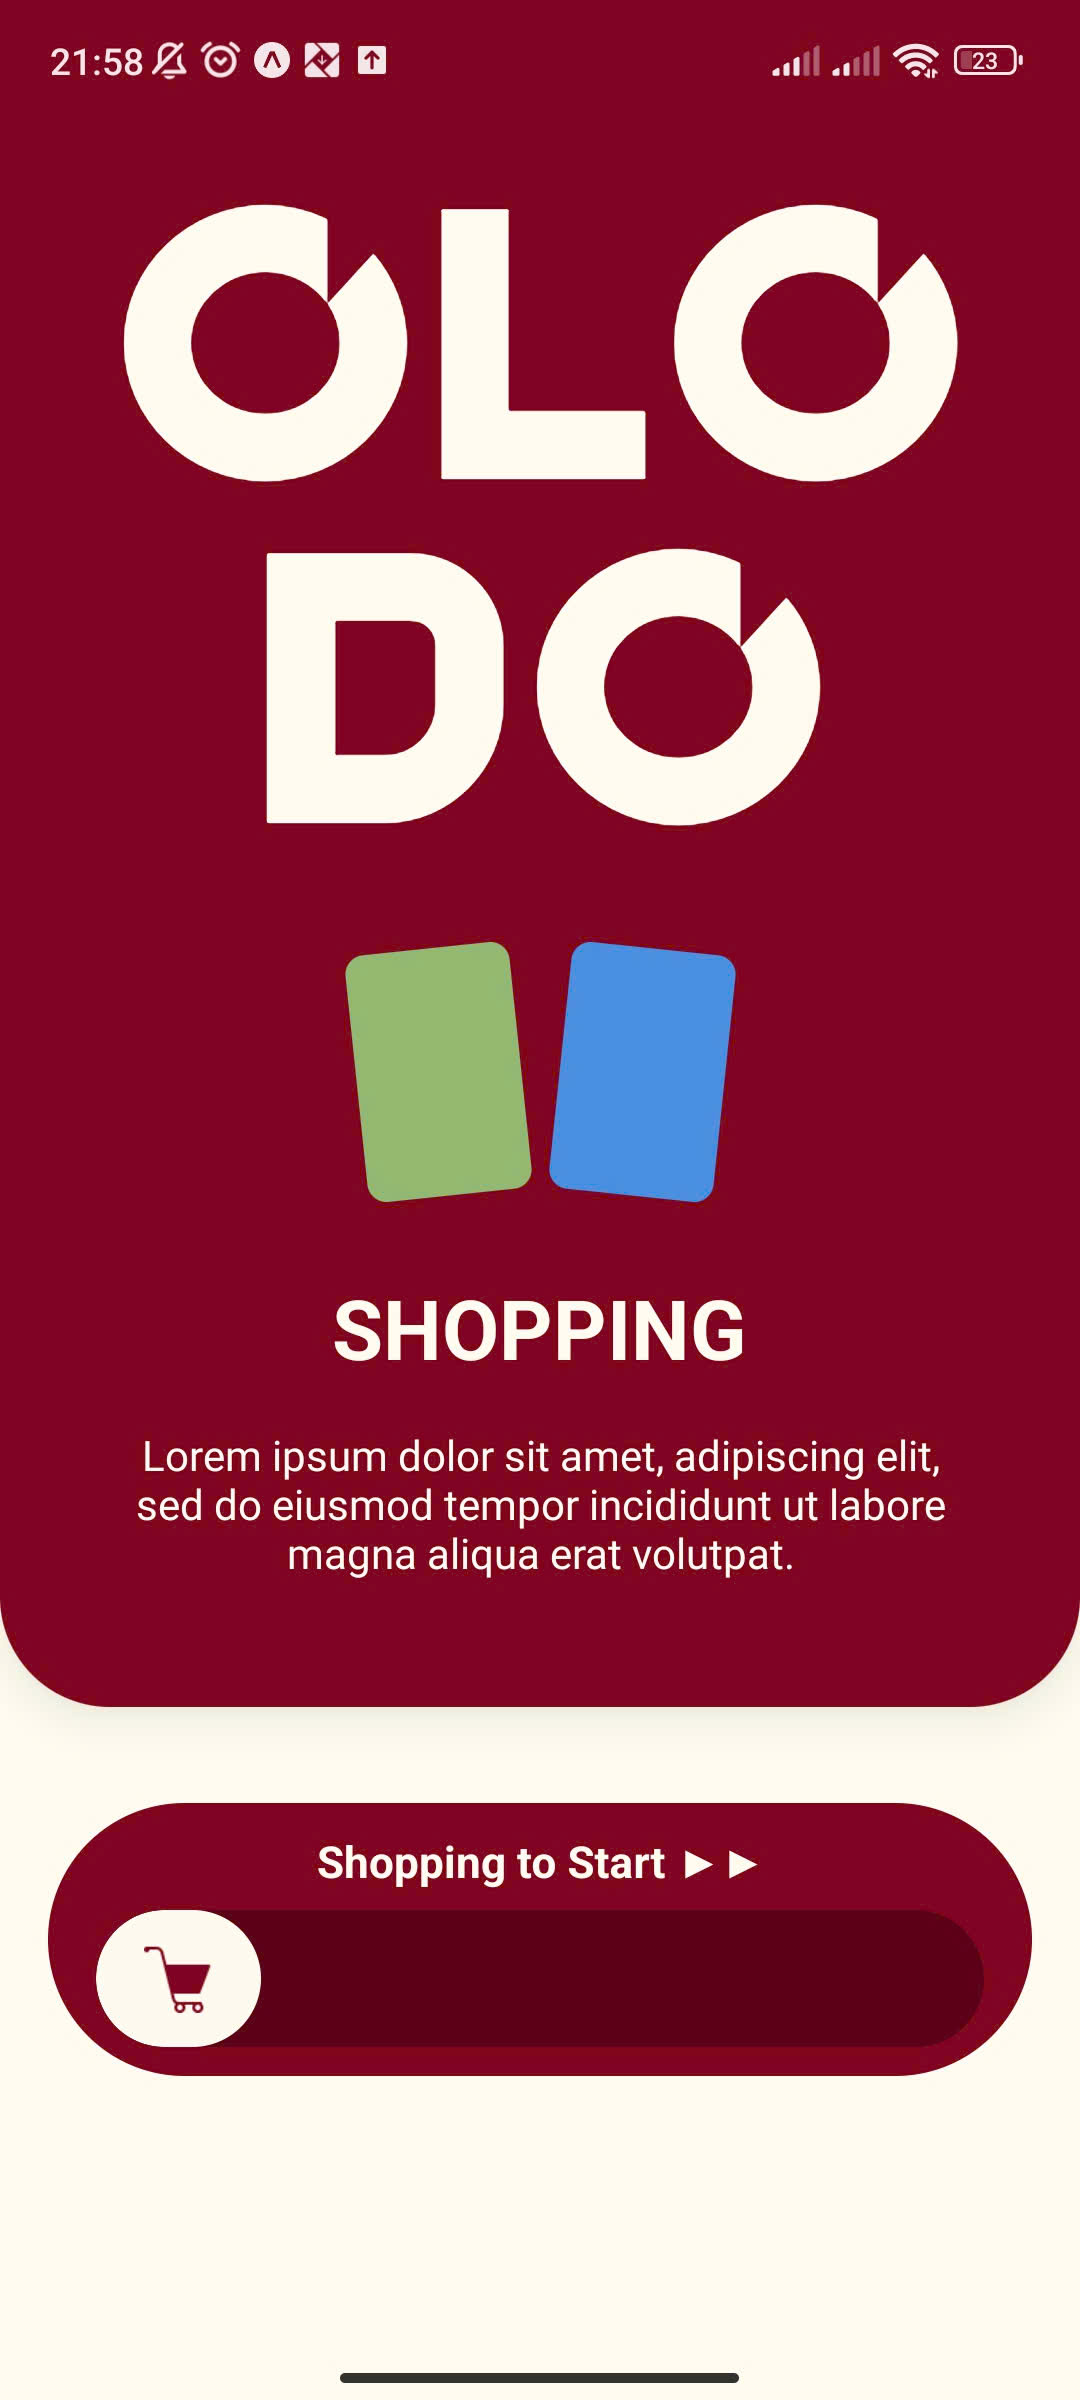 21:58
23
OLO
DO
SHOPPING
Lorem ipsum dolor sit amet, adipiscing elit,
sed do eiusmod tempor incididunt ut labore
magna aliqua erat volutpat.
Shopping to Start ►►